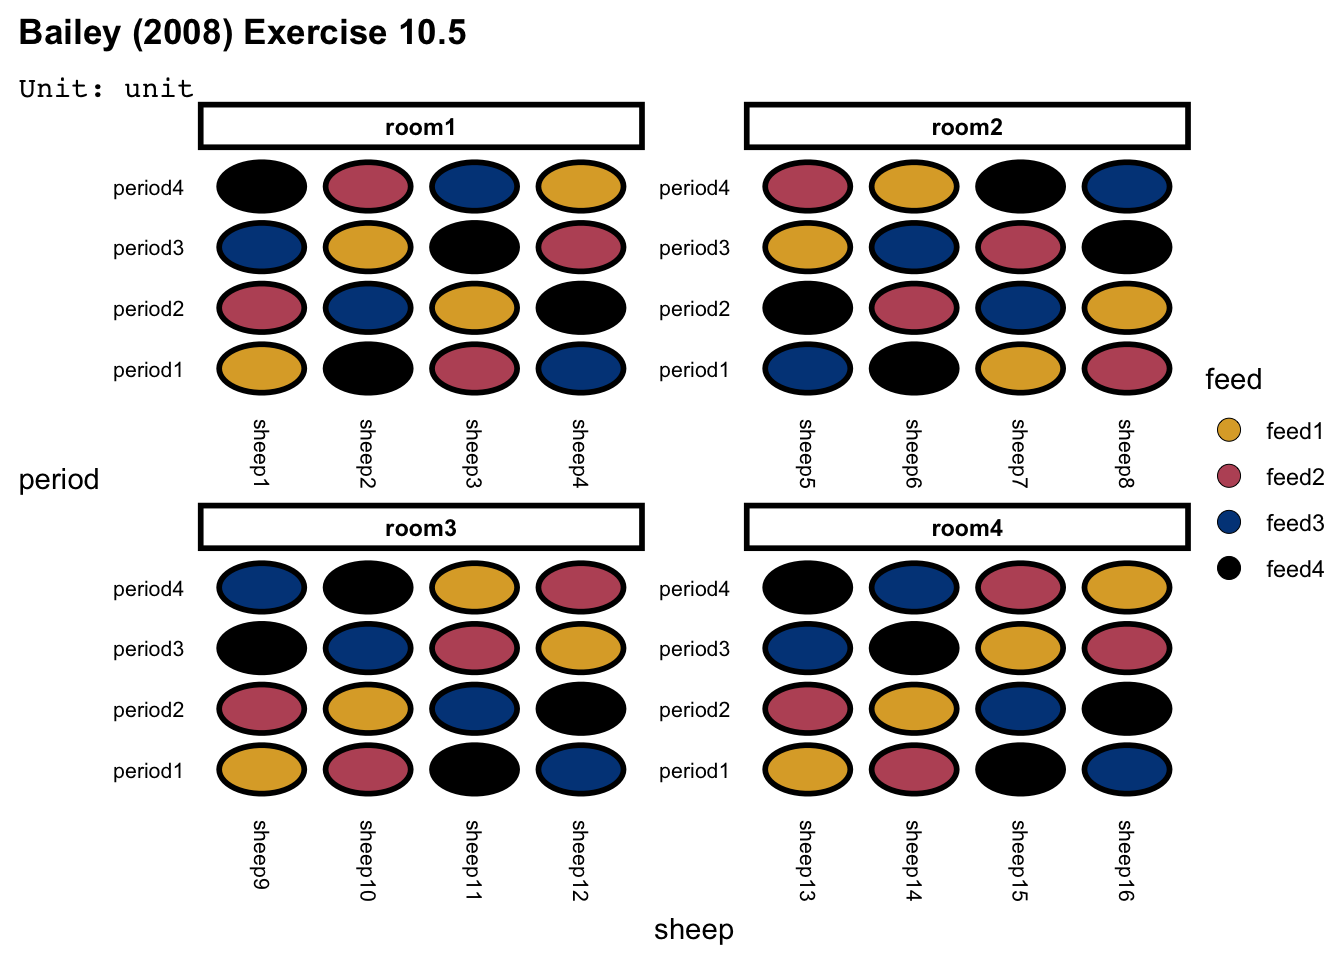 Bailey (2008) Exercise 10.5
Unit: unit
room1
period4
period3
period2
period1
sheep1
sheep2
sheep3
sheep4
room2
period4
period3
period2
period1
sheep5
sheep6
sheep7
sheep8
period
room3
period4
period3
period2
period1
sheep9
sheep10
sheep11
sheep12
room4
period4
period3
period2
period1
sheep13
sheep14
sheep15
sheep16
sheep
feed
feed1
feed2
feed3
feed4